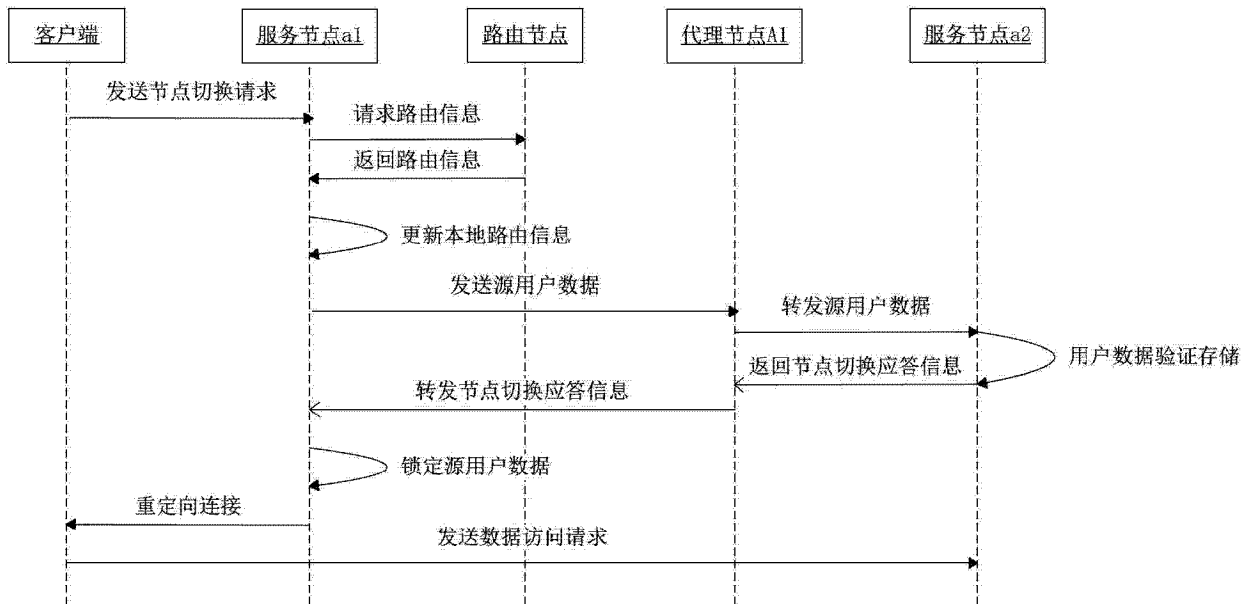 客户端
服务节点a1
路由节点
代理节点A1
服务节点a2
发送节点切换请求
请求路由信息
返回路由信息
更新本地路由信息
发送源用户数据
转发源用户数据
用户数据验证存储
返回节点切换应答信息
转发节点切换应答信息
锁定源用户数据
重定向连接
发送数据访问请求